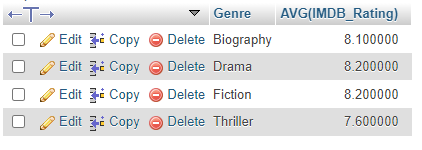 Genre AVG(IMDB_Rating)
Edit Copy Delete Biography 8.100000
Edit Copy Delete Drama 8.200000
Edit Copy Delete Fiction 8.200000
Edit Copy Delete Thriller 7.600000